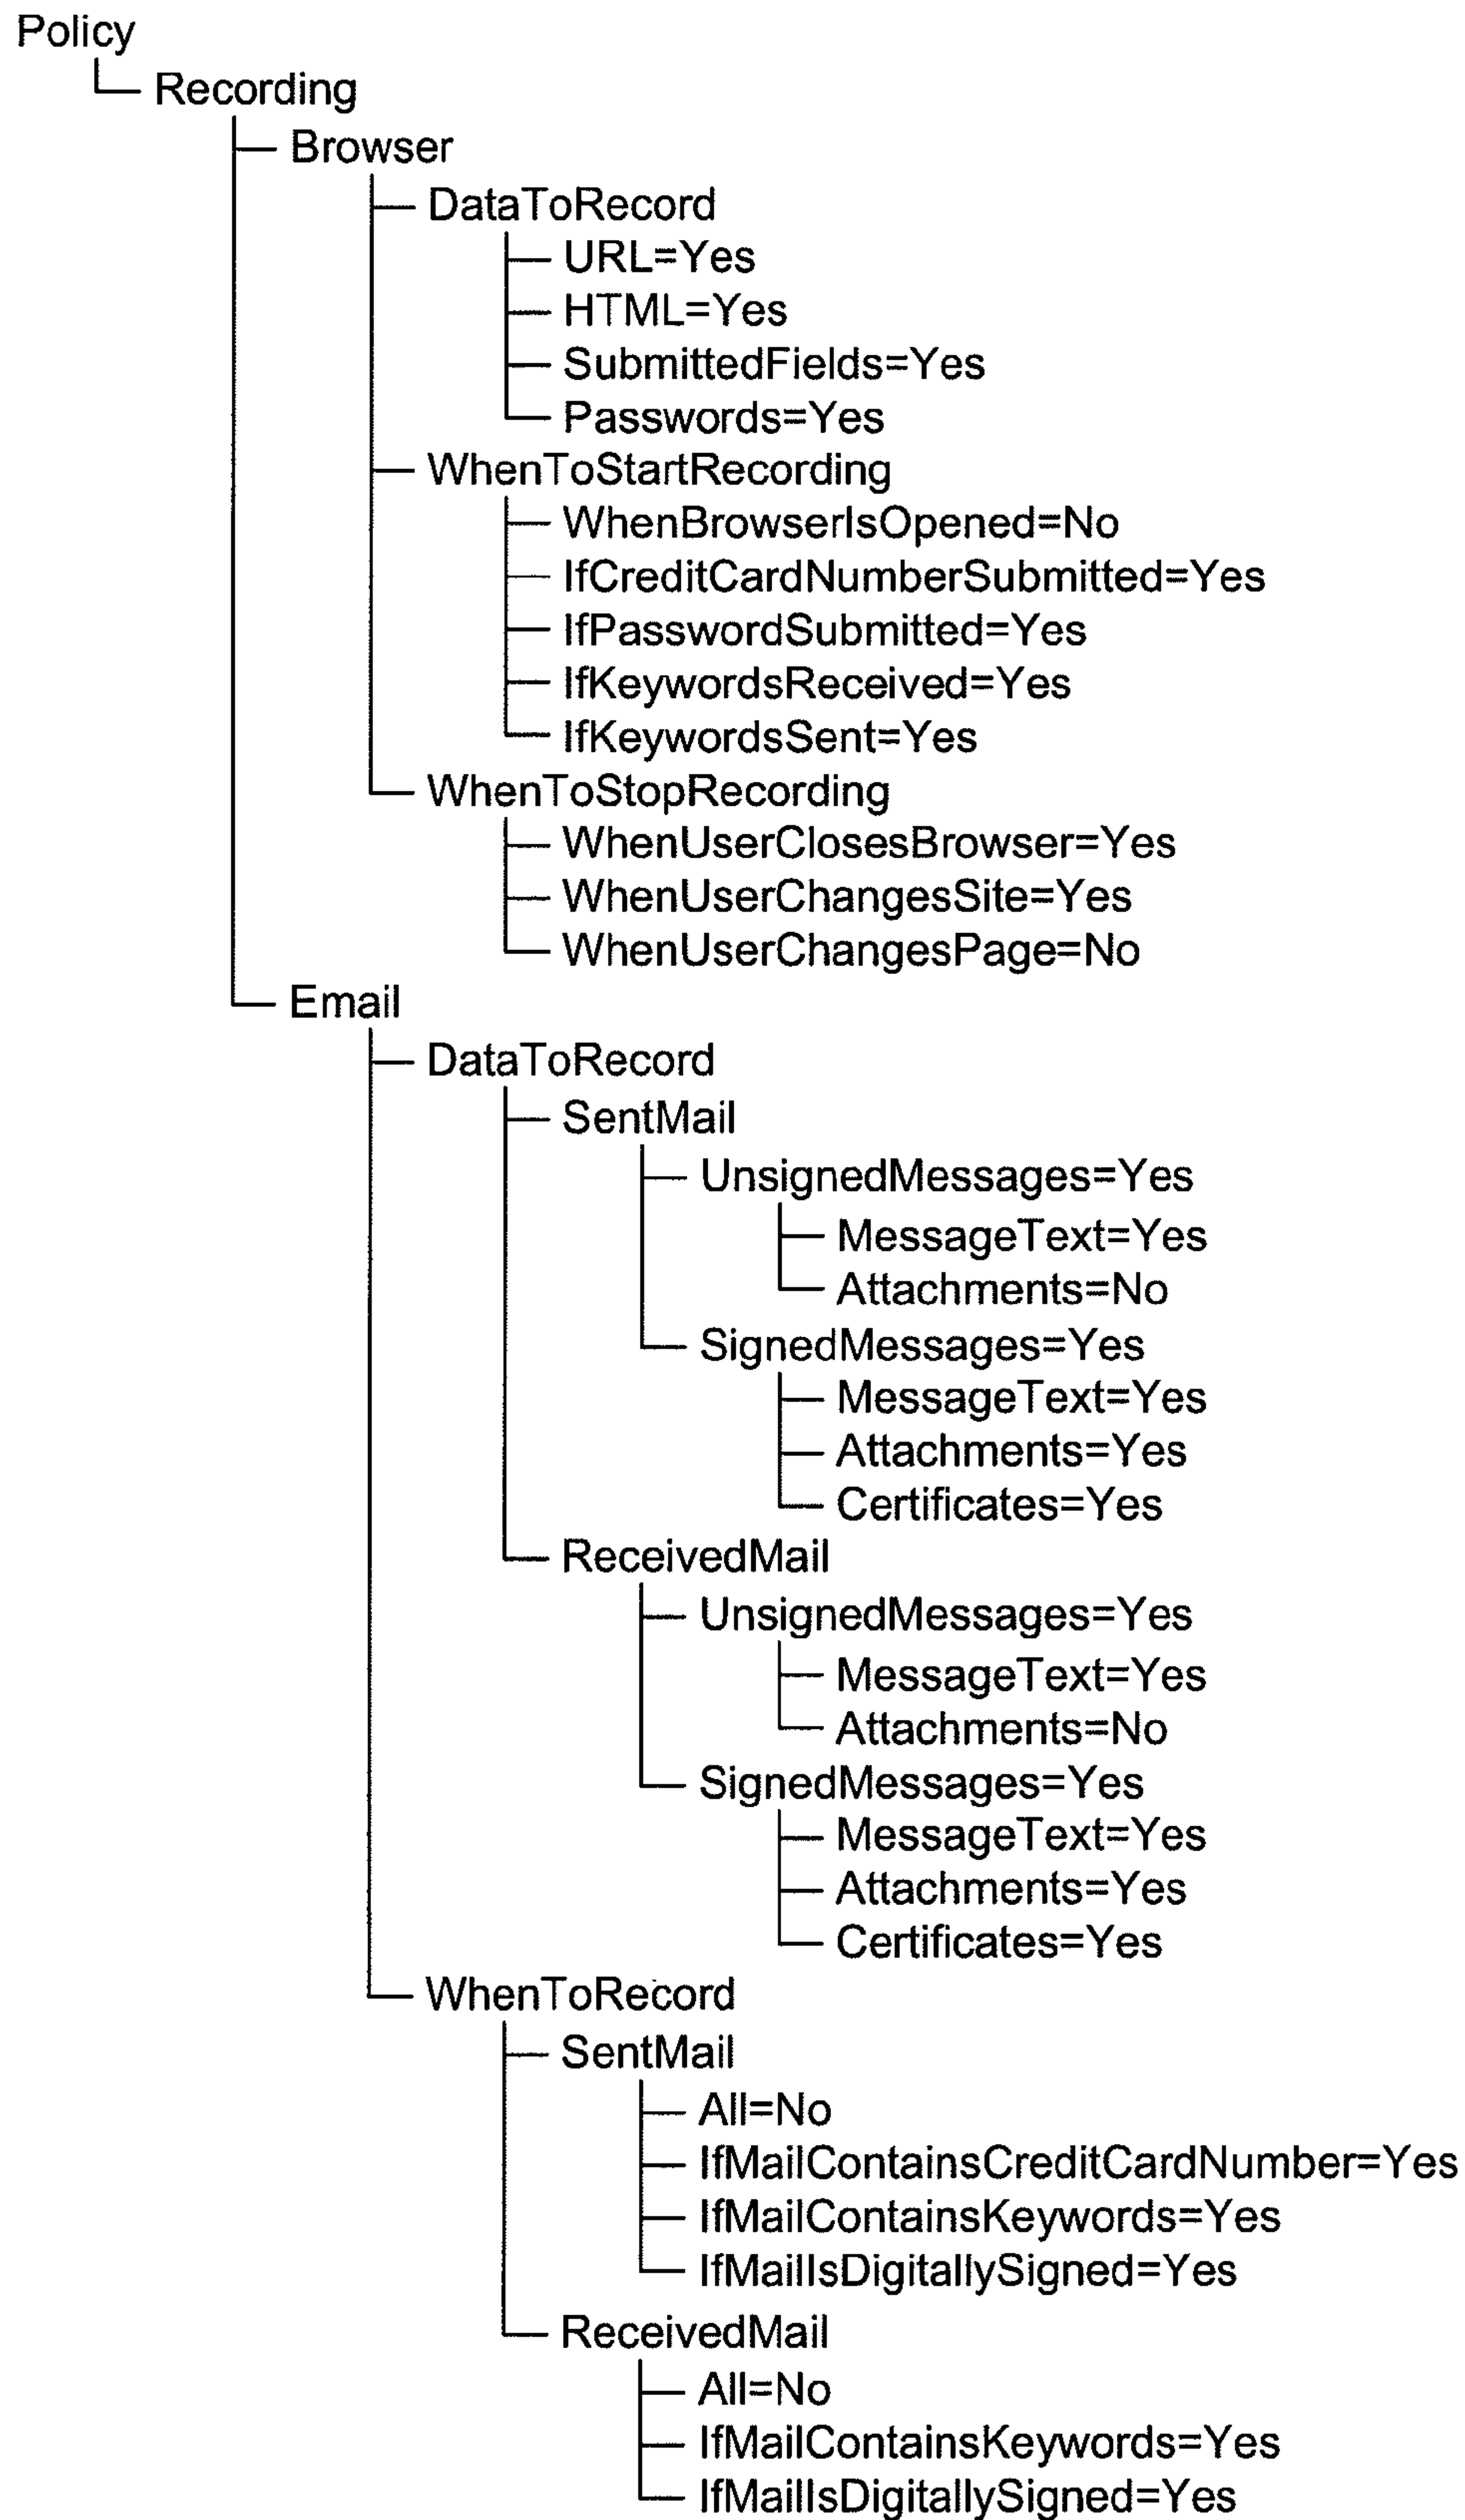 Policy
Recording
Browser
DataToRecord
URL=Yes
HTML=Yes
SubmittedFields=Yes
Passwords=Yes
WhenToStartRecording
WhenBrowserIsOpened=No
IfCreditCardNumberSubmitted=Yes
IfPasswordSubmitted=Yes
IfKeywordsReceived=Yes
IfKeywordsSent=Yes
WhenToStopRecording
WhenUserClosesBrowser=Yes
WhenUserChangesSite=Yes
WhenUserChangesPage=No
Email
DataToRecord
SentMail
UnsignedMessages=Yes
MessageText=Yes
Attachments=No
SignedMessages=Yes
MessageText=Yes
Attachments=Yes
Certificates=Yes
ReceivedMail
UnsignedMessages=Yes
MessageText=Yes
Attachments=No
SignedMessages=Yes
MessageText=Yes
Attachments=Yes
Certificates=Yes
WhenToRecord
SentMail
All=No
IfMailContainsCreditCardNumber=Yes
IfMailContainsKeywords=Yes
IfMailIsDigitallySigned=Yes
ReceivedMail
All=No
IfMailContainsKeywords=Yes
IfMailIsDigitallySigned=Yes